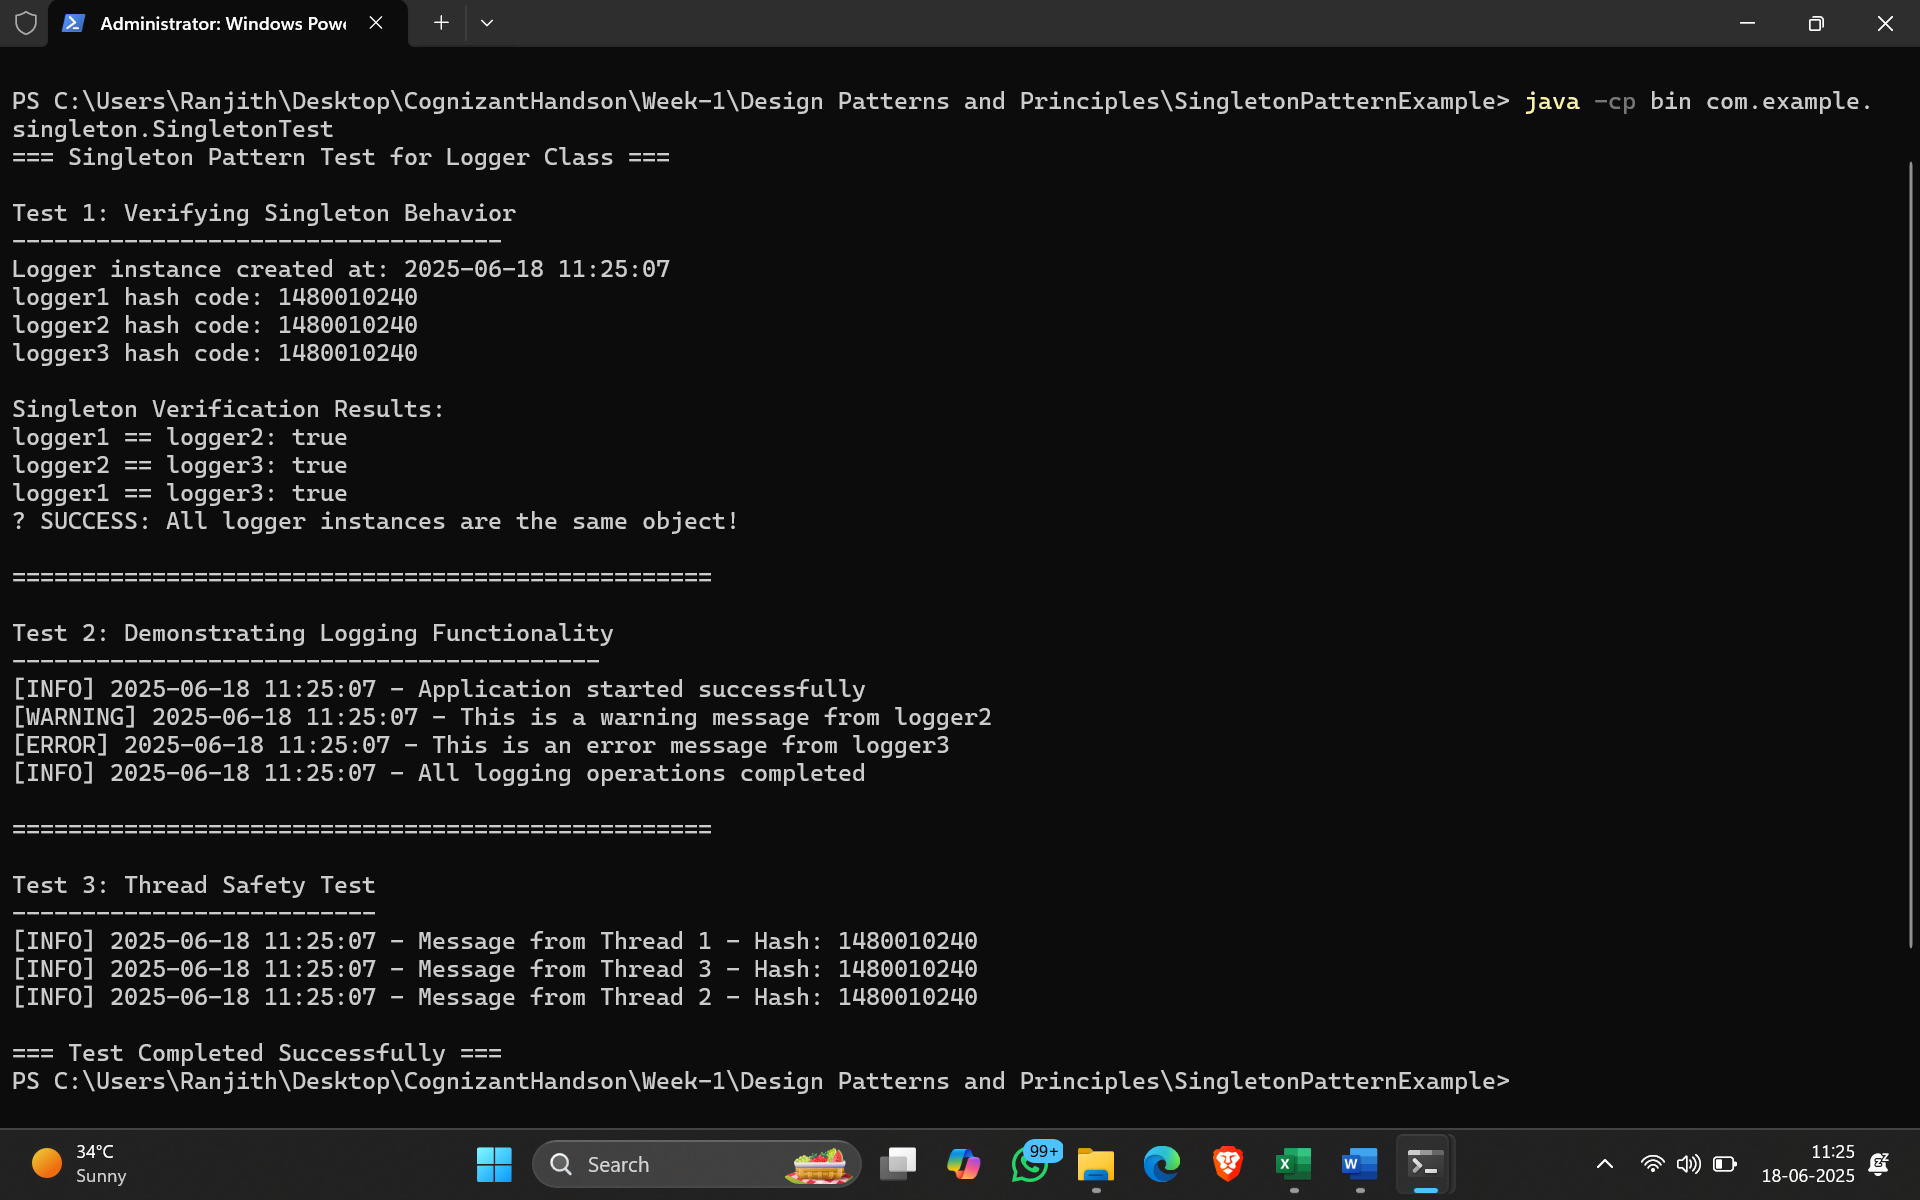 Administrator: Windows Pow
PS C:\Users\Ranjith\Desktop\CognizantHandson\Week-1\Design Patterns and Principles\SingletonPatternExample> java -cp bin com.example.
singleton.SingletonTest
=== Singleton Pattern Test for Logger Class ===
Test 1: Verifying Singleton Behavior
-----------------------------------
Logger instance created at: 2025-06-18 11:25:07
logger1 hash code: 1480010240
logger2 hash code: 1480010240
logger3 hash code: 1480010240
Singleton Verification Results:
logger1 == logger2: true
logger2 == logger3: true
logger1 == logger3: true
? SUCCESS: All logger instances are the same object!
==================================================
Test 2: Demonstrating Logging Functionality
------------------------------------------
[INFO] 2025-06-18 11:25:07 - Application started successfully
[WARNING] 2025-06-18 11:25:07 - This is a warning message from logger2
[ERROR] 2025-06-18 11:25:07 - This is an error message from logger3
[INFO] 2025-06-18 11:25:07 - All logging operations completed
==================================================
Test 3: Thread Safety Test
--------------------------
[INFO] 2025-06-18 11:25:07 - Message from Thread 1 - Hash: 1480010240
[INFO] 2025-06-18 11:25:07 - Message from Thread 3 - Hash: 1480010240
[INFO] 2025-06-18 11:25:07 - Message from Thread 2 - Hash: 1480010240
=== Test Completed Successfully ===
PS C:\Users\Ranjith\Desktop\CognizantHandson\Week-1\Design Patterns and Principles\SingletonPatternExample>
34°C
Sunny
Search
99+
11:25
18-06-2025